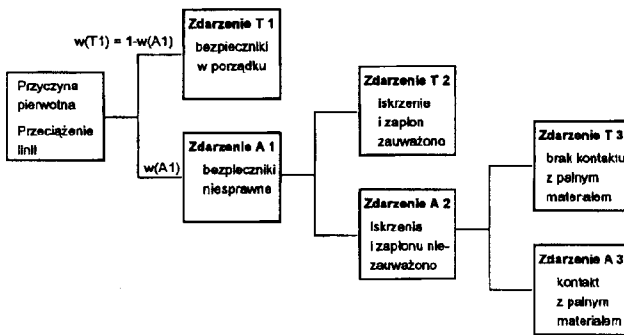 w(T1) = 1-w(A1)
Zdarzenie T 1
bezpieczniki
w porządku
Przyczyna
pierwotna
Przeciążenie
linii
w(A1)
Zdarzenie A 1
bezpieczniki
niesprawne
Zdarzenie T 2
iskrzenie
i zapłon
zauważono
Zdarzenie A 2
Iskrzenia
i zapłonu nie-
zauważono
Zdarzenie T 3
brak kontaktu
z palnym
materiałem
Zdarzenie A 3
kontakt
z palnym
materiałem